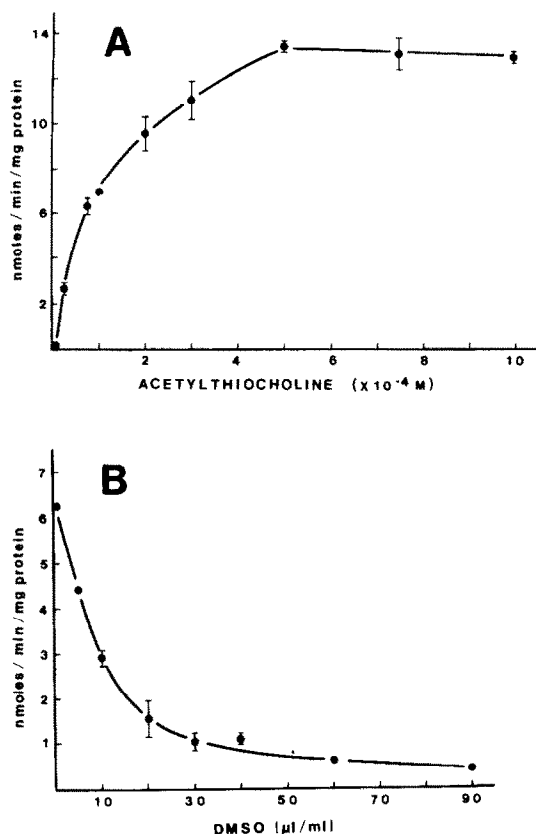 A
14
10
6
2
nmoles / min / mg protein
2 4 6 8 10
ACETYLTHIOCHOLINE (X10⁻⁴ M)
B
7
6
5
4
3
2
1
nmoles / min / mg protein
10 30 50 70 90
DMSO (µl/ml)